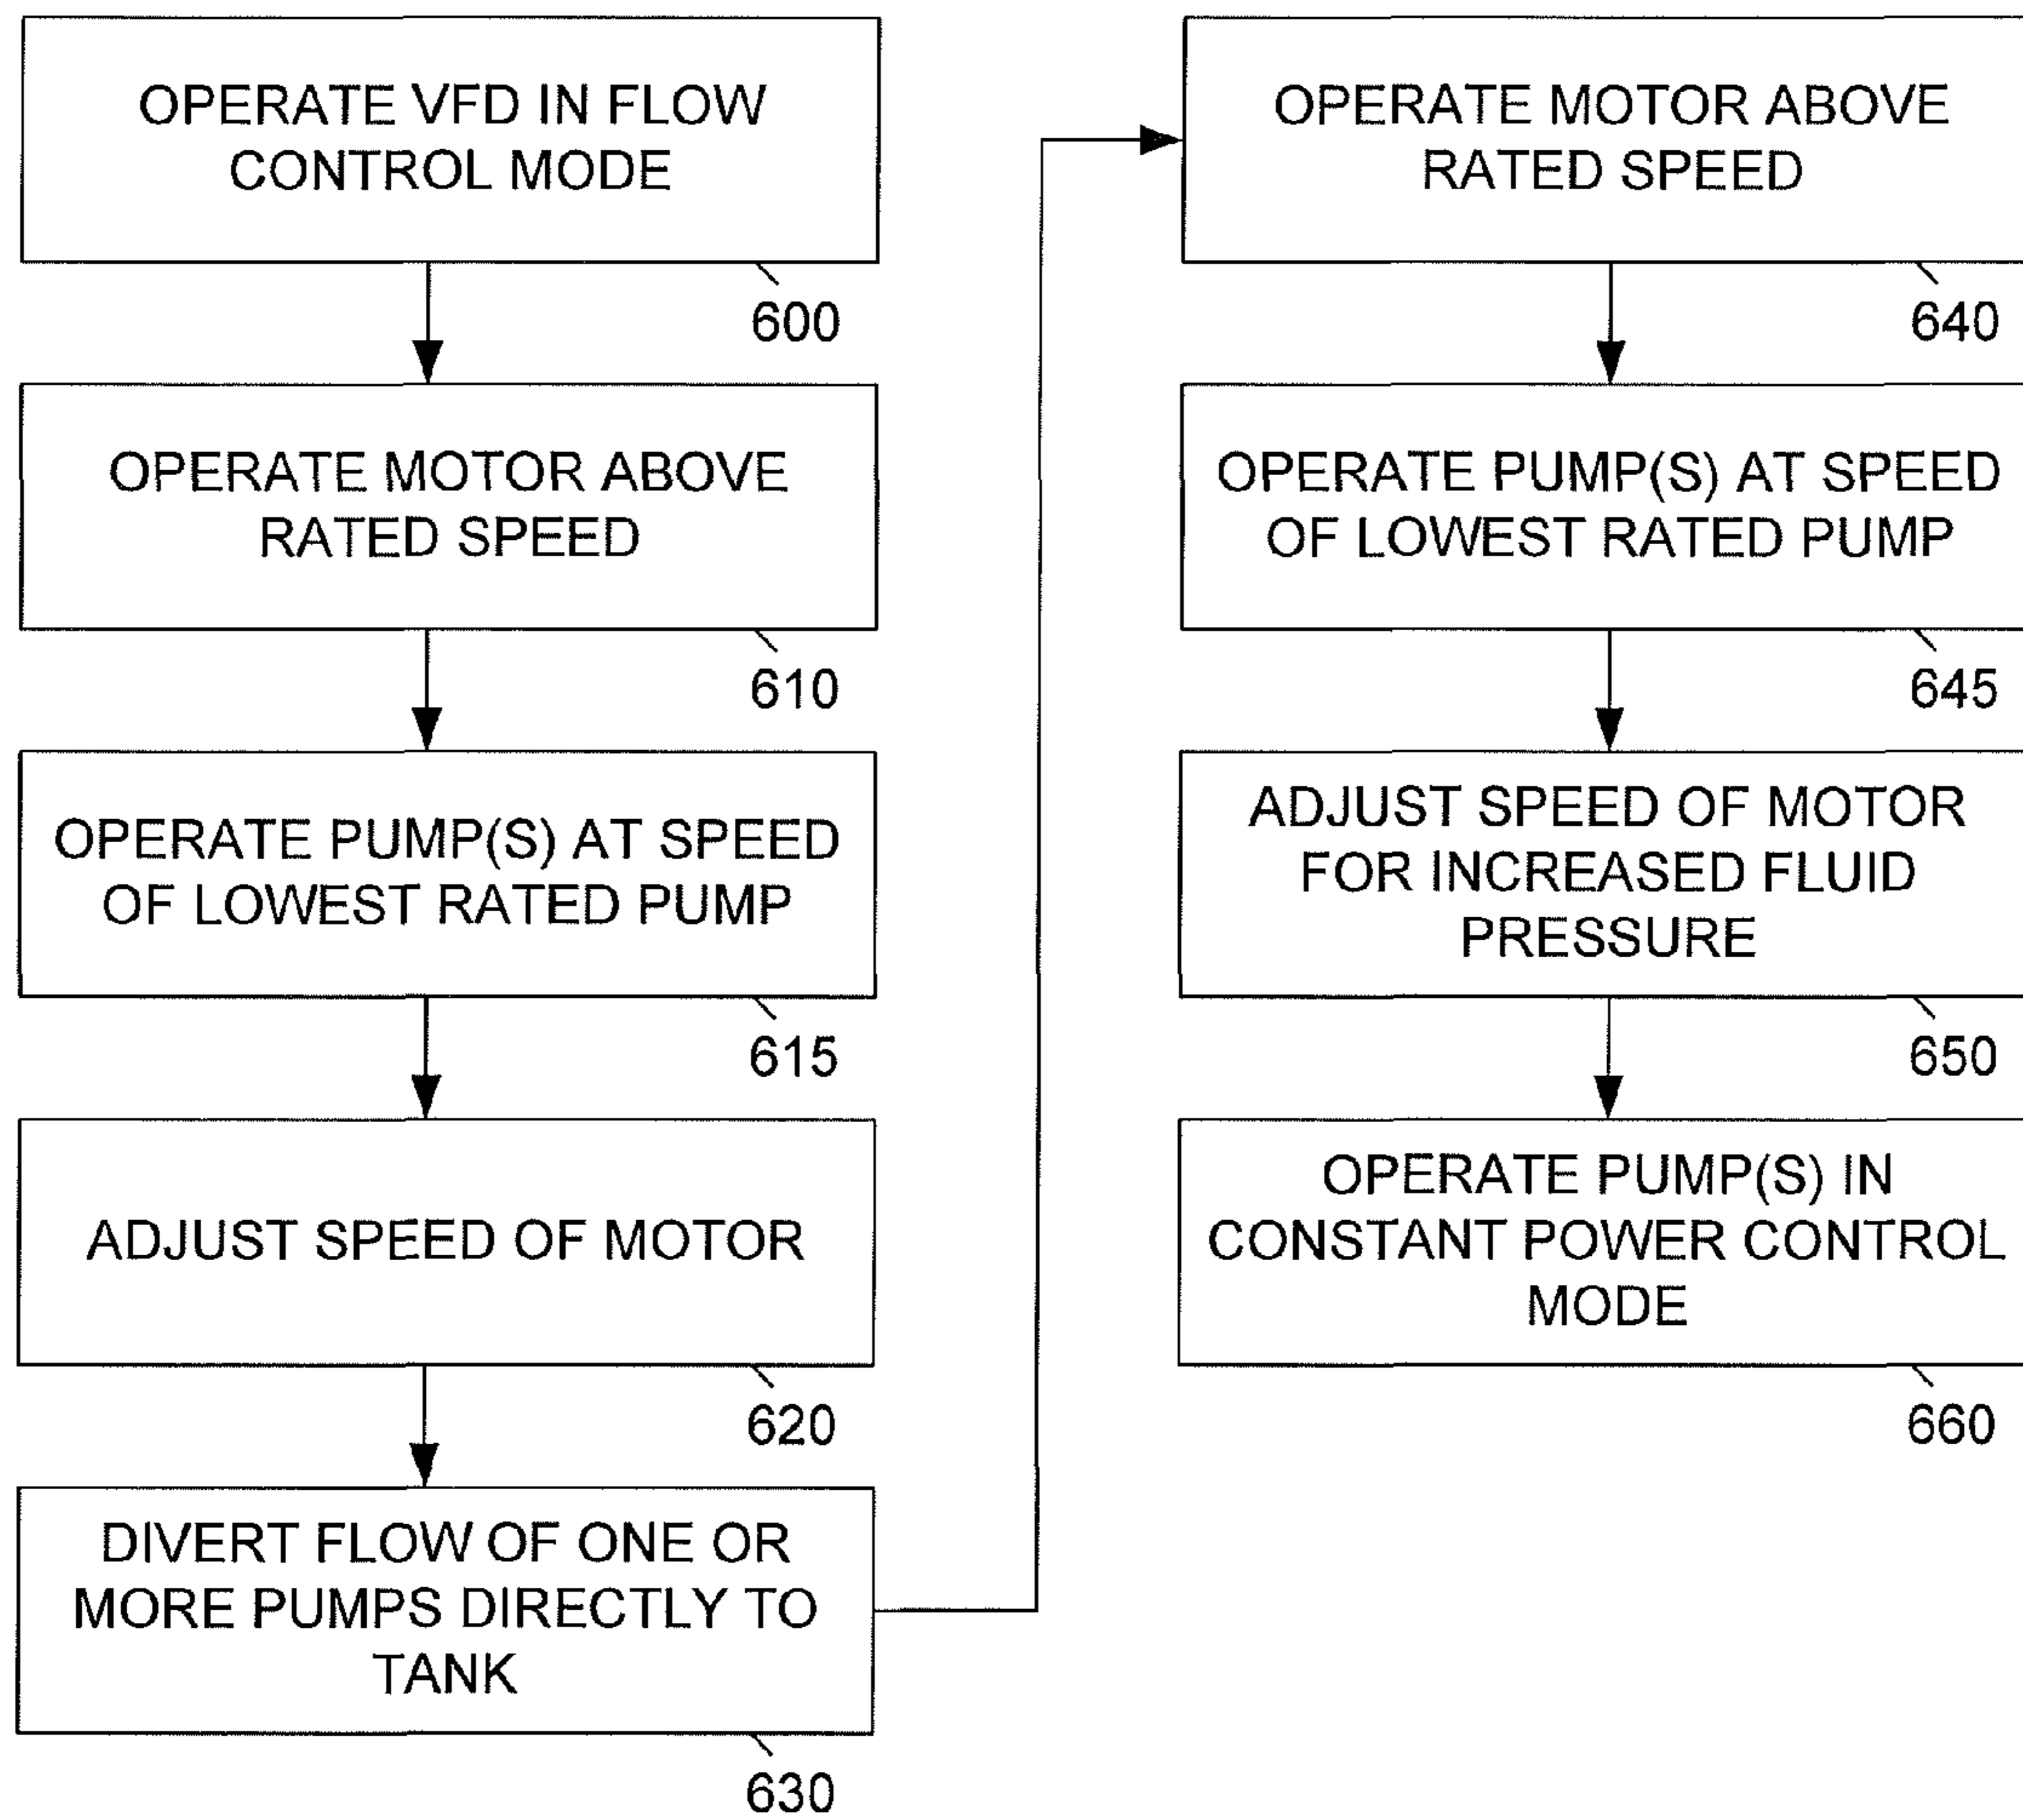 OPERATE VFD IN FLOW
CONTROL MODE
600
OPERATE MOTOR ABOVE
RATED SPEED
610
OPERATE PUMP(S) AT SPEED
OF LOWEST RATED PUMP
615
ADJUST SPEED OF MOTOR
620
DIVERT FLOW OF ONE OR
MORE PUMPS DIRECTLY TO
TANK
630
OPERATE MOTOR ABOVE
RATED SPEED
640
OPERATE PUMP(S) AT SPEED
OF LOWEST RATED PUMP
645
ADJUST SPEED OF MOTOR
FOR INCREASED FLUID
PRESSURE
650
OPERATE PUMP(S) IN
CONSTANT POWER CONTROL
MODE
660